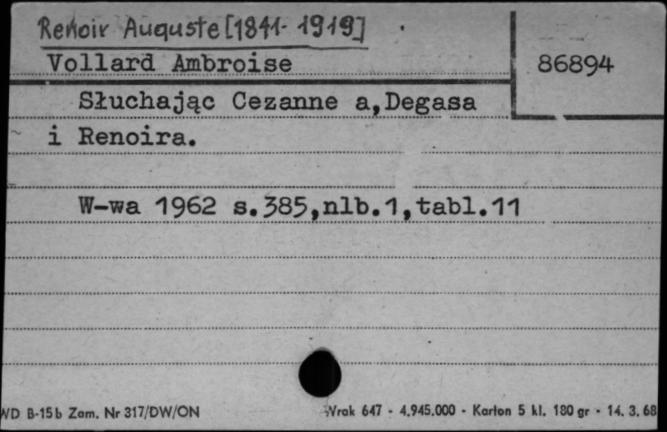 Renoir Auguste [1841-1919]
Vollard Ambroise
86894
Słuchając Cezanne a,Degasa
i Renoira.
W-wa 1962 s.385,nlb.1,tabl.11
WD B-15b Zam. Nr 317/DW/ON Wrak 647 - 4.945.000 - Karton 5 kl. 180 gr - 14. 3. 68